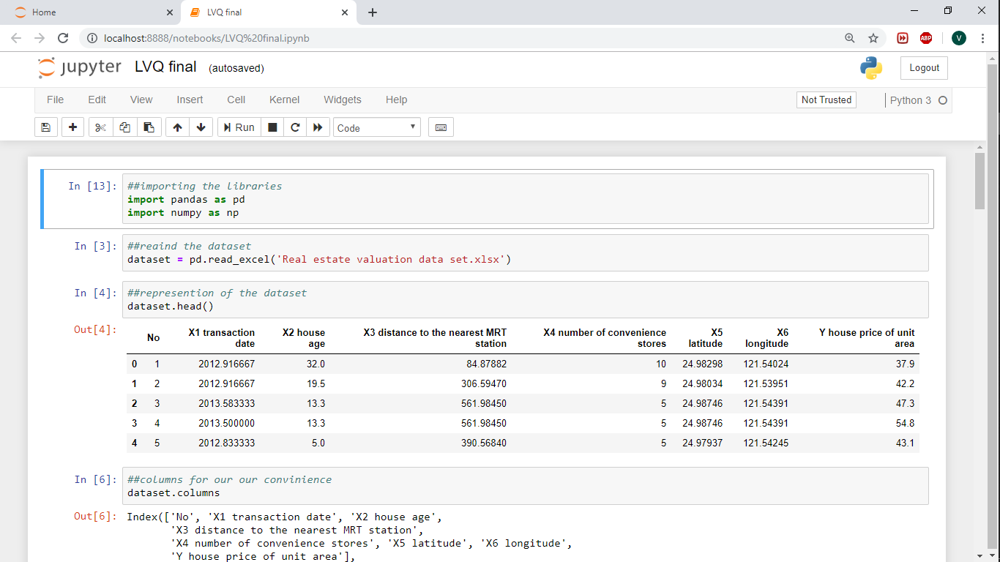 Home
LVQ final
localhost:8888/notebooks/LVQ%20final.ipynb
ABP
V
jupyter LVQ final (autosaved)
Logout
File Edit View Insert Cell Kernel Widgets Help
Not Trusted
Python 3
Run
Code
In [13]: ##importing the libraries
import pandas as pd
import numpy as np
In [3]: ##reaind the dataset
dataset = pd.read_excel('Real estate valuation data set.xlsx')
In [4]: ##represention of the dataset
dataset.head()
Out[4]:
No X1 transaction date X2 house age X3 distance to the nearest MRT station X4 number of convenience stores X5 latitude X6 longitude Y house price of unit area
0 1 2012.916667 32.0 84.87882 10 24.98298 121.54024 37.9
1 2 2012.916667 19.5 306.59470 9 24.98034 121.53951 42.2
2 3 2013.583333 13.3 561.98450 5 24.98746 121.54391 47.3
3 4 2013.500000 13.3 561.98450 5 24.98746 121.54391 54.8
4 5 2012.833333 5.0 390.56840 5 24.97937 121.54245 43.1
In [6]: ##columns for our our convinience
dataset.columns
Out[6]: Index(['No', 'X1 transaction date', 'X2 house age',
'X3 distance to the nearest MRT station',
'X4 number of convenience stores', 'X5 latitude', 'X6 longitude',
'Y house price of unit area'],